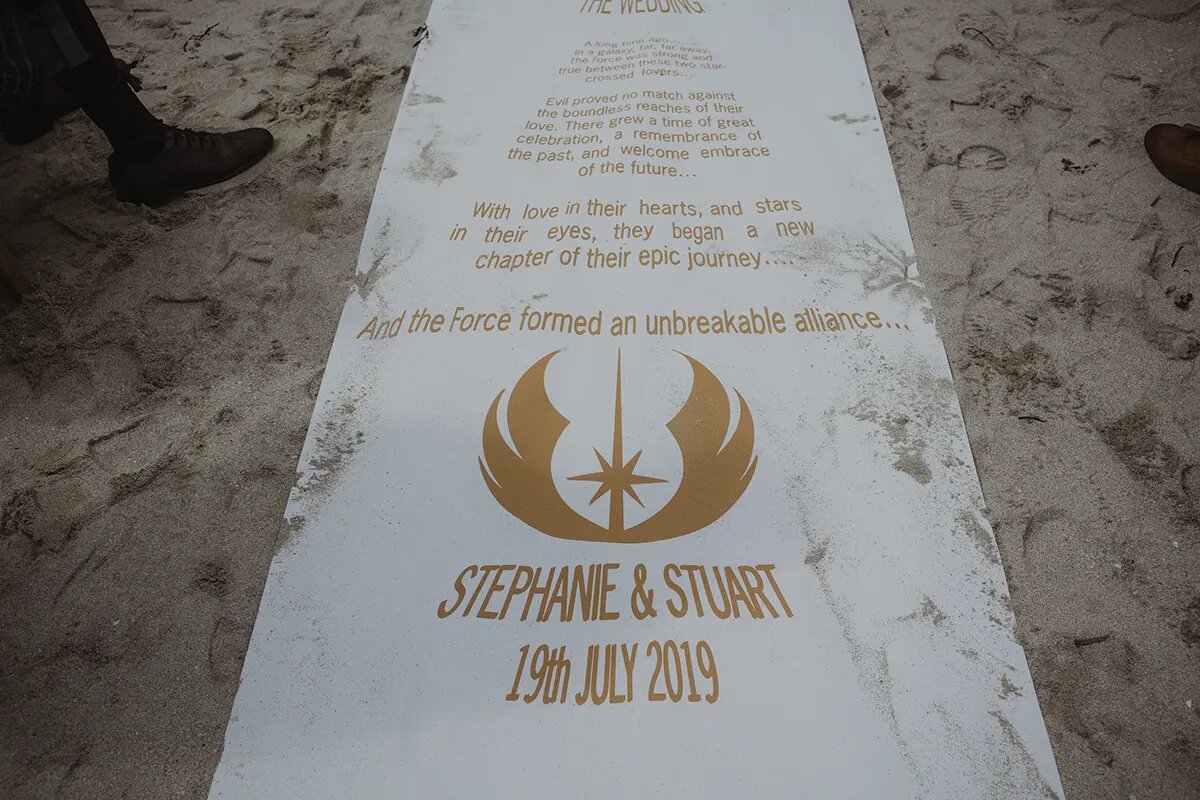 THE WEDDING
A long time ago........
In a galaxy, far, far away,
the Force was strong and
true between these two star-
crossed lovers....
Evil proved no match against
the boundless reaches of their
love. There grew a time of great
celebration, a remembrance of
the past, and welcome embrace
of the future...
With love in their hearts, and stars
in their eyes, they began a new
chapter of their epic journey....
And the Force formed an unbreakable alliance...
STEPHANIE & STUART
19th JULY 2019